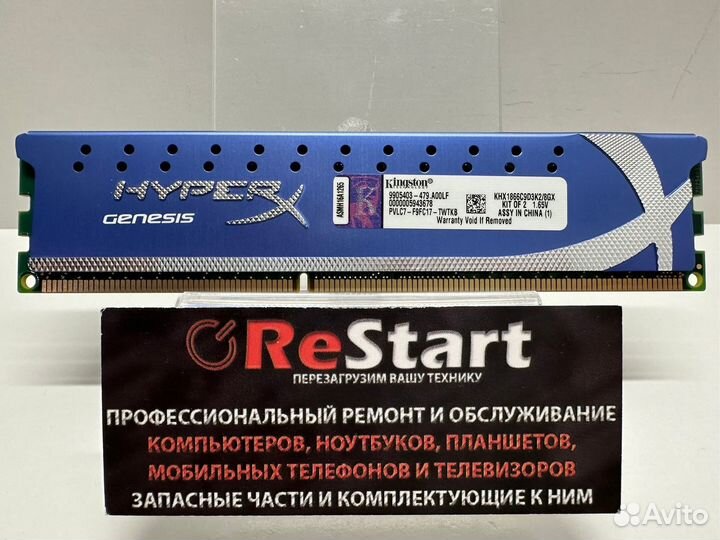 HYPERX
GENESIS
ASMH16A1265
Kingston®
9905403-479.A00LF
0000005943678
PVLC7-F9FC17-TWTKB
Warranty Void If Removed
KHX1866C9D3K2/8GX
KIT OF 2 1.65V
ASSY IN CHINA (1)
ReStart
ПЕРЕЗАГРУЗИМ ВАШУ ТЕХНИКУ
ПРОФЕССИОНАЛЬНЫЙ РЕМОНТ И ОБСЛУЖИВАНИЕ
КОМПЬЮТЕРОВ, НОУТБУКОВ, ПЛАНШЕТОВ,
МОБИЛЬНЫХ ТЕЛЕФОНОВ И ТЕЛЕВИЗОРОВ
ЗАПАСНЫЕ ЧАСТИ И КОМПЛЕКТУЮЩИЕ К НИМ
Avito